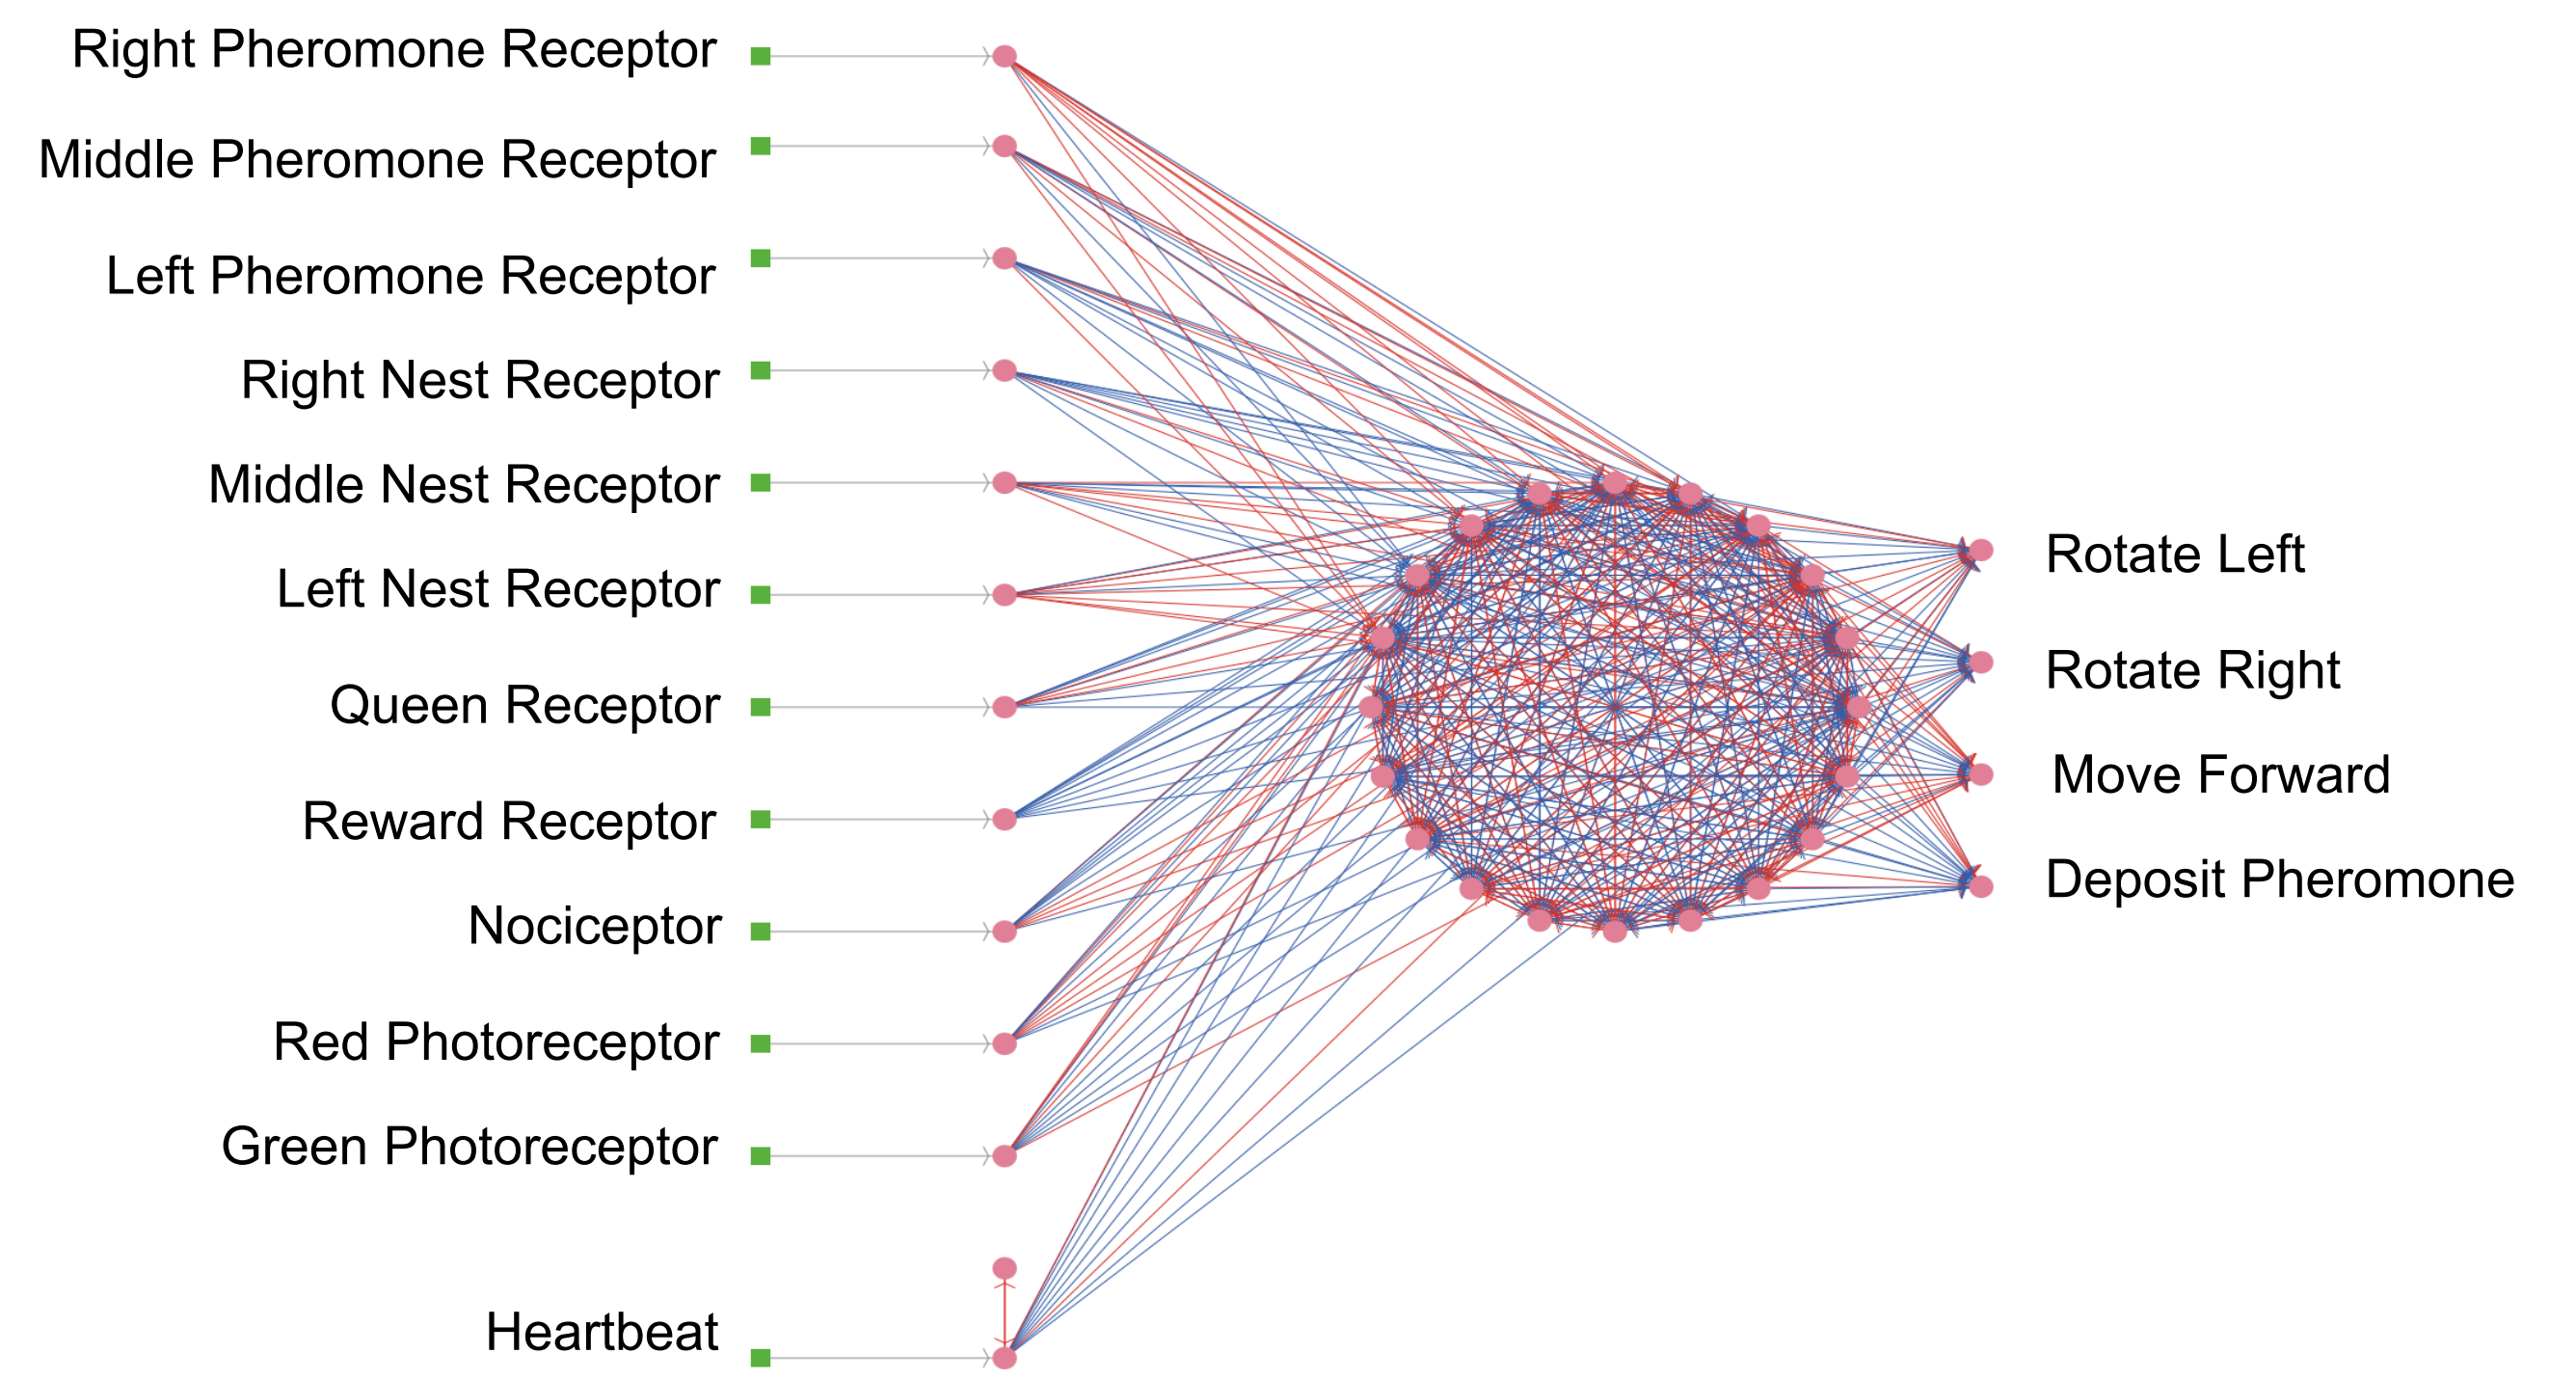 Right Pheromone Receptor
Middle Pheromone Receptor
Left Pheromone Receptor
Right Nest Receptor
Middle Nest Receptor
Left Nest Receptor
Queen Receptor
Reward Receptor
Nociceptor
Red Photoreceptor
Green Photoreceptor
Heartbeat
Rotate Left
Rotate Right
Move Forward
Deposit Pheromone